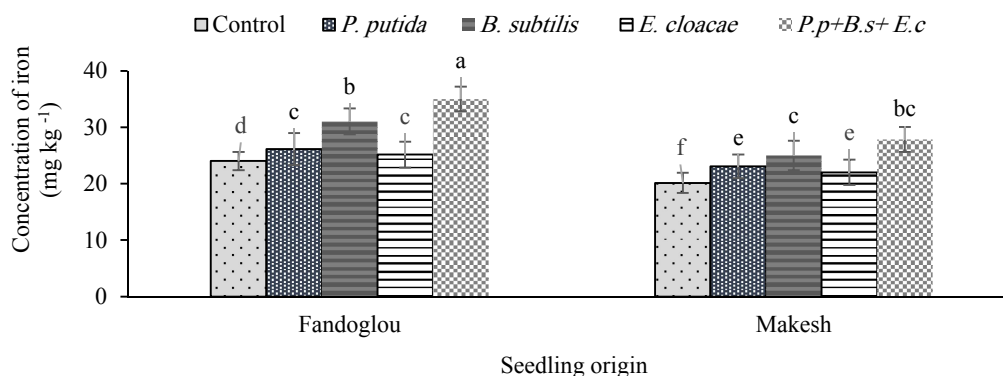 Control P. putida B. subtilis E. cloacae P.p+B.s+ E.c
Concentration of iron
(mg kg -1)
40
30
20
10
0
d c b c a
f e c e bc
Fandoglou Makesh
Seedling origin